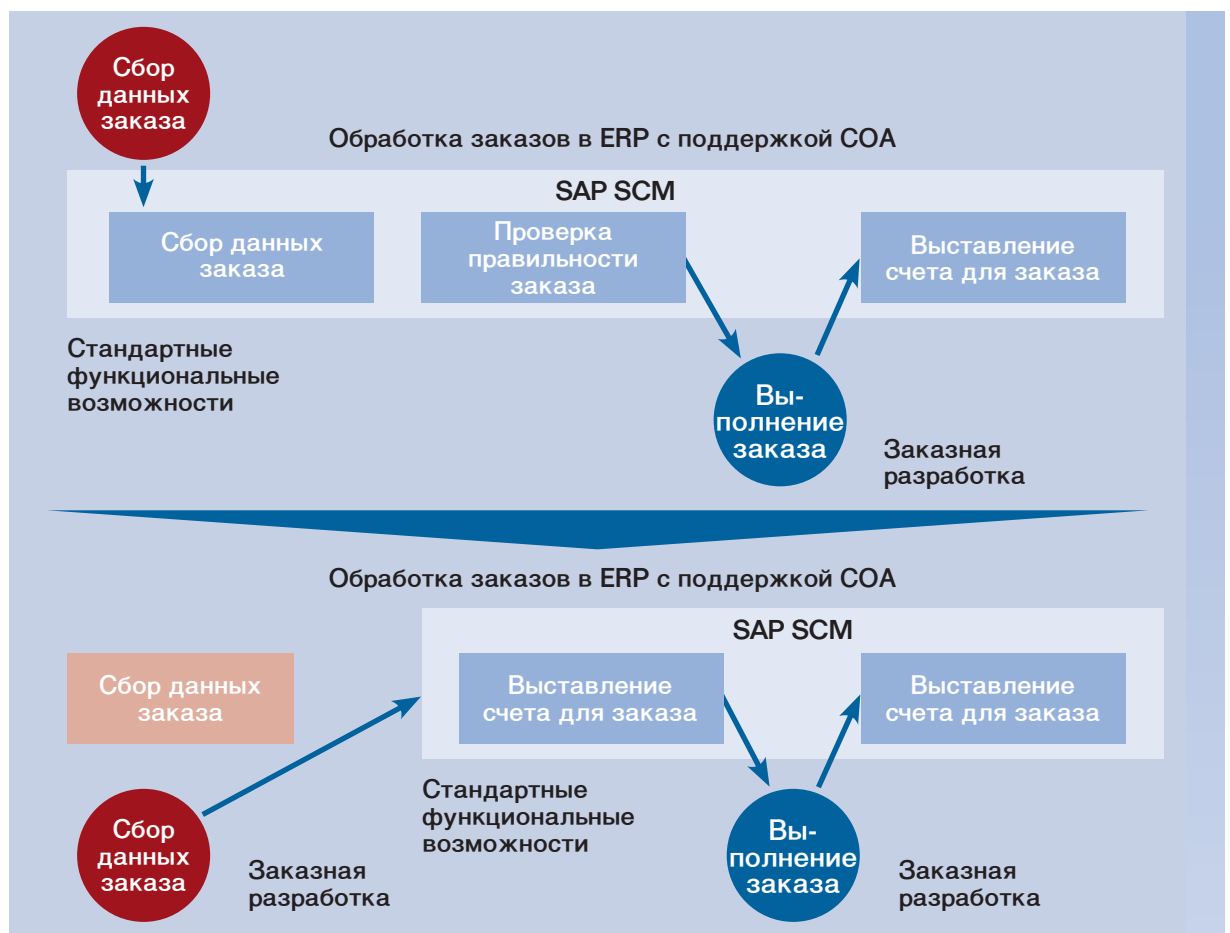 Сбор
данных
заказа
Обработка заказов в ERP с поддержкой СОА
SAP SCM
Сбор данных
заказа
Проверка
правильности
заказа
Выставление
счета для заказа
Стандартные
функциональные
возможности
Вы-
полнение
заказа
Заказная
разработка
Обработка заказов в ERP с поддержкой СОА
SAP SCM
Сбор данных
заказа
Выставление
счета для заказа
Выставление
счета для заказа
Стандартные
функциональные
возможности
Сбор
данных
заказа
Заказная
разработка
Вы-
полнение
заказа
Заказная
разработка